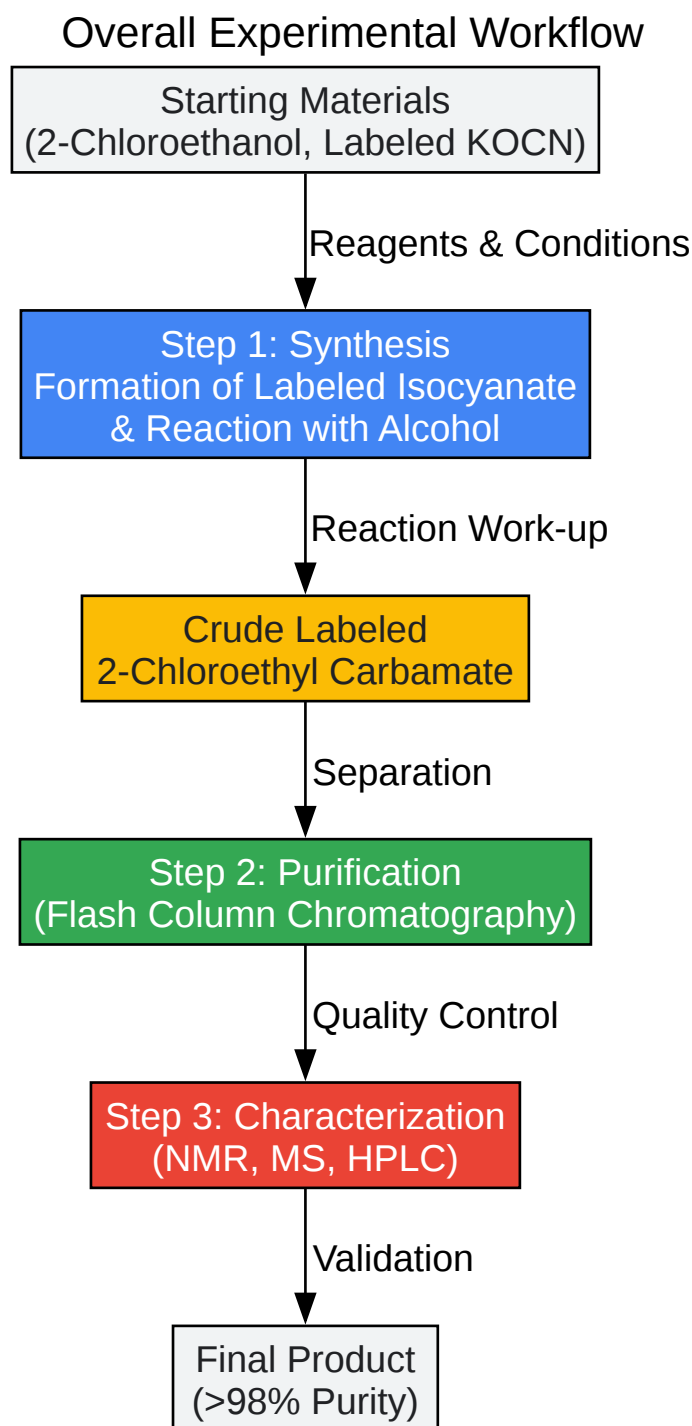 Overall Experimental Workflow
Starting Materials
(2-Chloroethanol, Labeled KOCN)
Reagents & Conditions
Step 1: Synthesis
Formation of Labeled Isocyanate
& Reaction with Alcohol
Reaction Work-up
Crude Labeled
2-Chloroethyl Carbamate
Separation
Step 2: Purification
(Flash Column Chromatography)
Quality Control
Step 3: Characterization
(NMR, MS, HPLC)
Validation
Final Product
(>98% Purity)